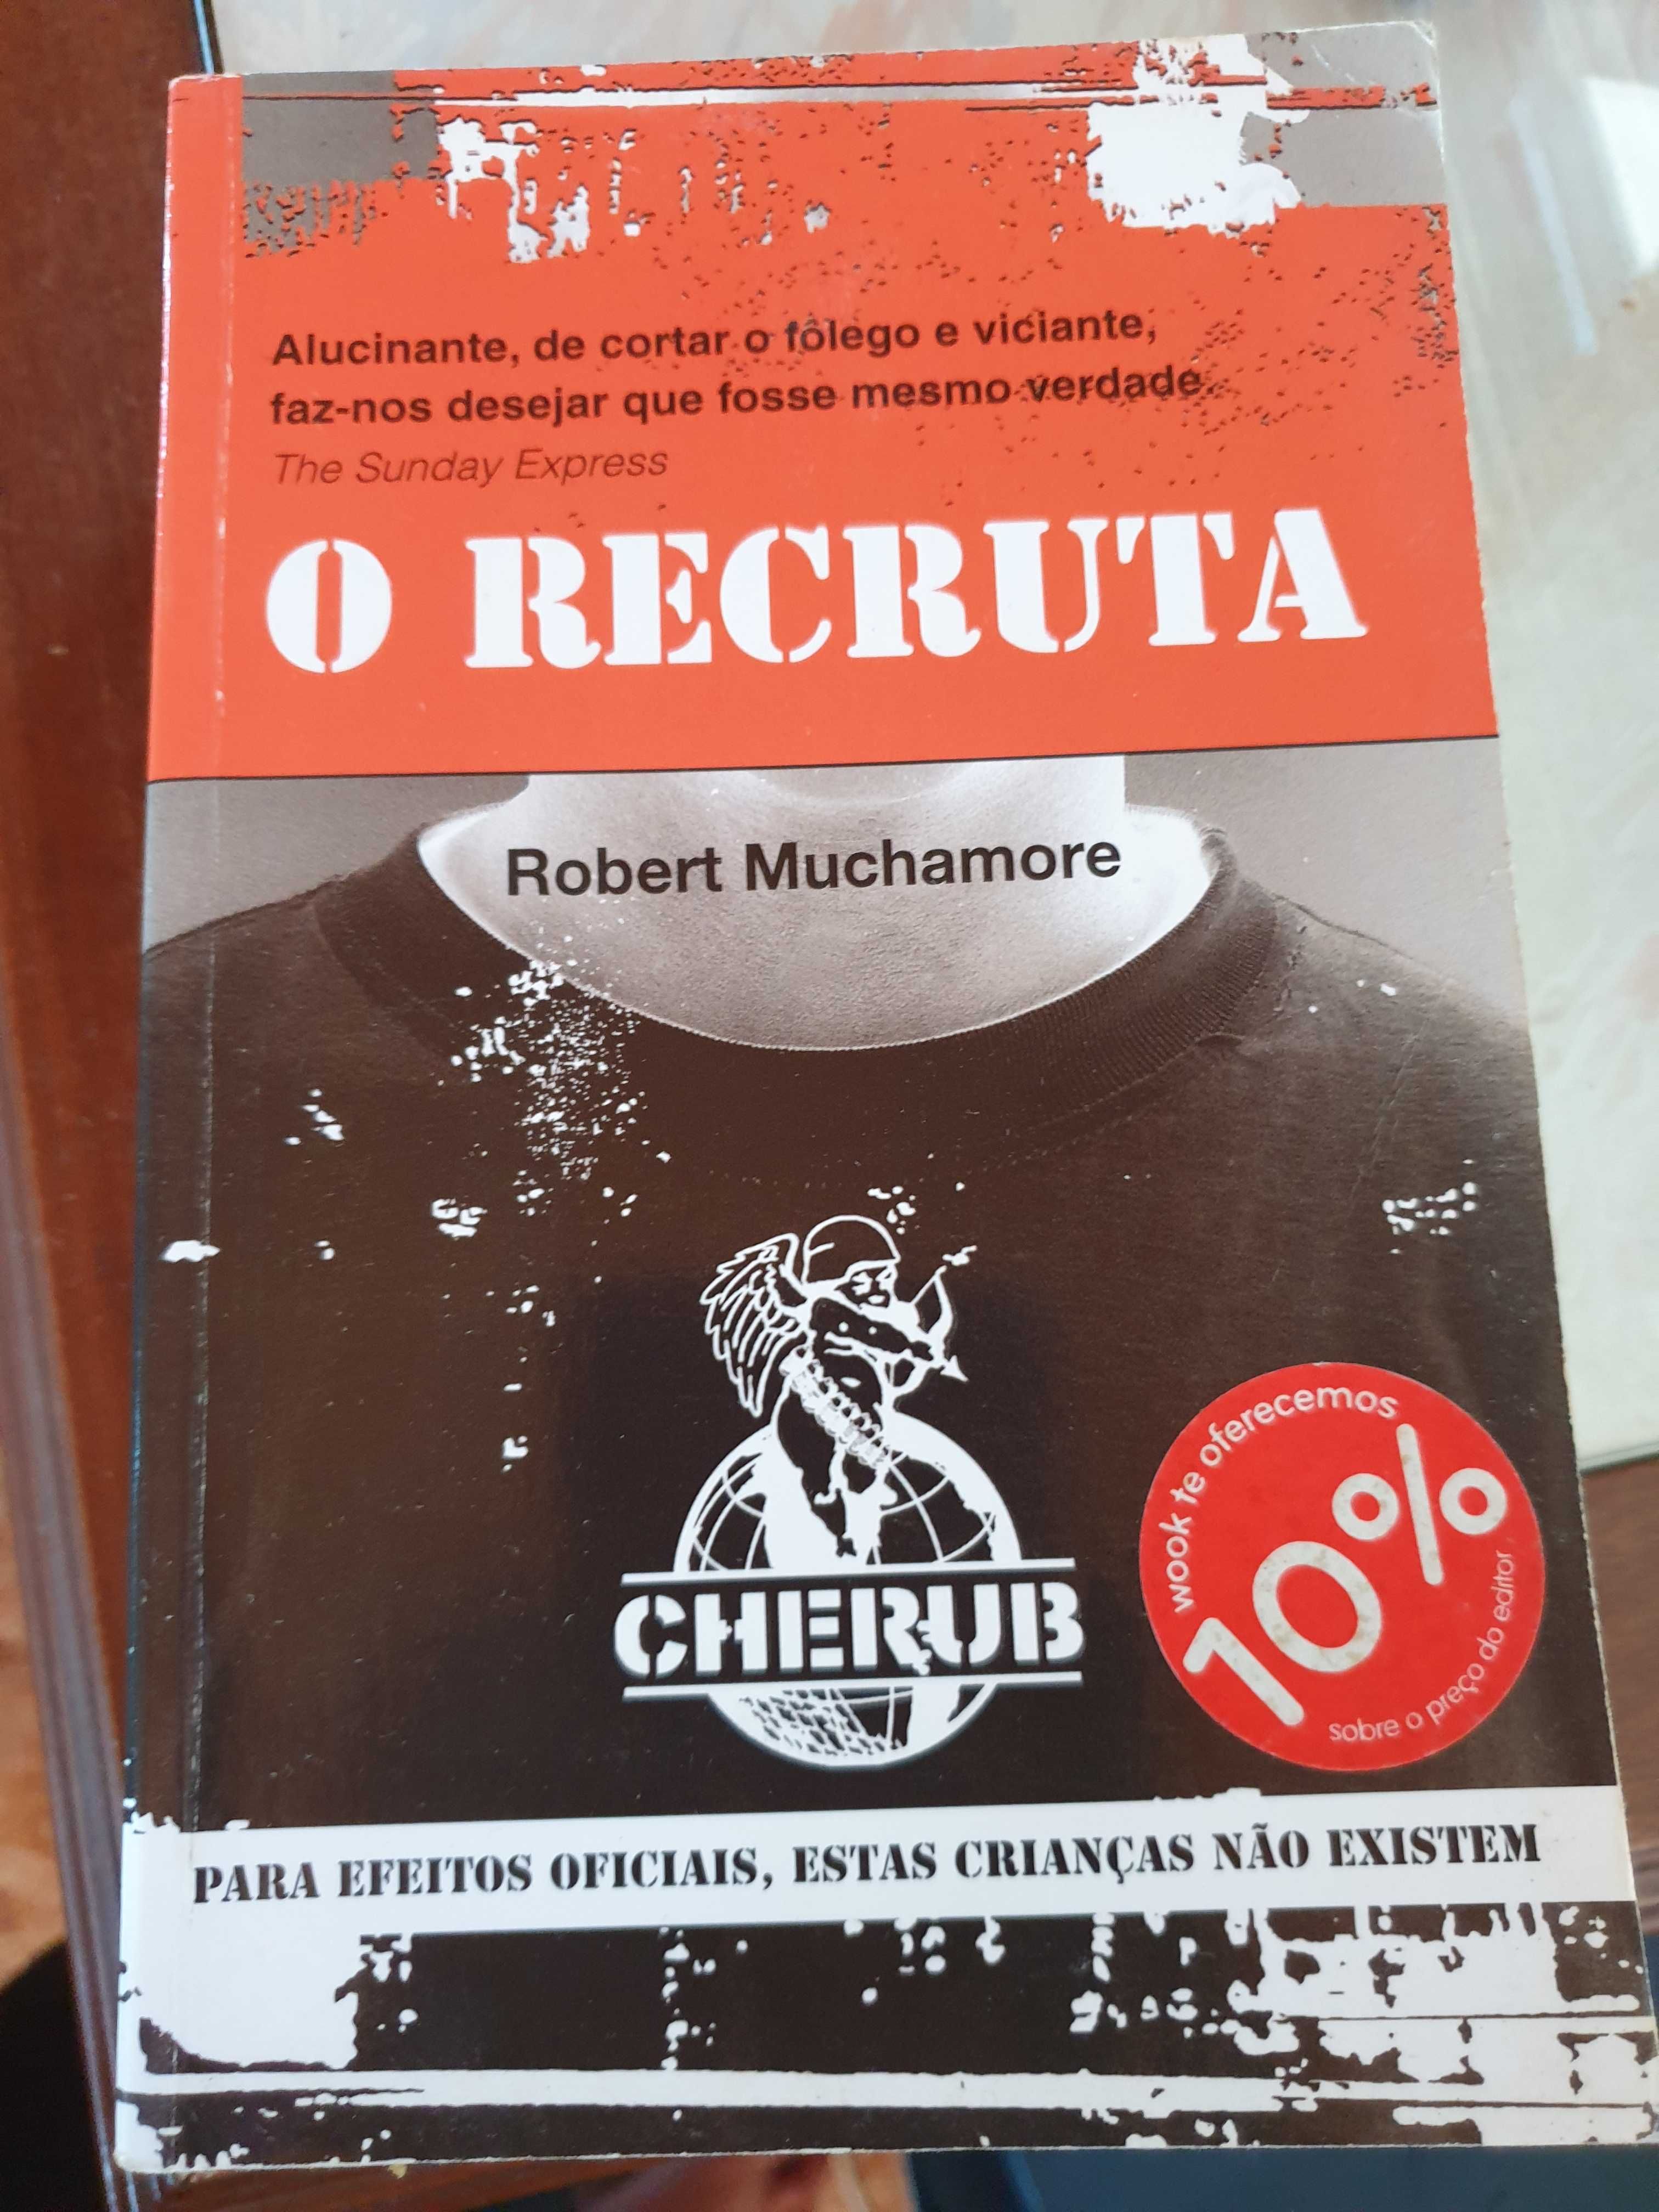 Alucinante, de cortar o fôlego e viciante,
faz-nos desejar que fosse mesmo verdade.
The Sunday Express
O RECRUTA
Robert Muchamore
CHERUB
wook te oferecemos
10%
sobre o preço do editor
PARA EFEITOS OFICIAIS, ESTAS CRIANÇAS NÃO EXISTEM